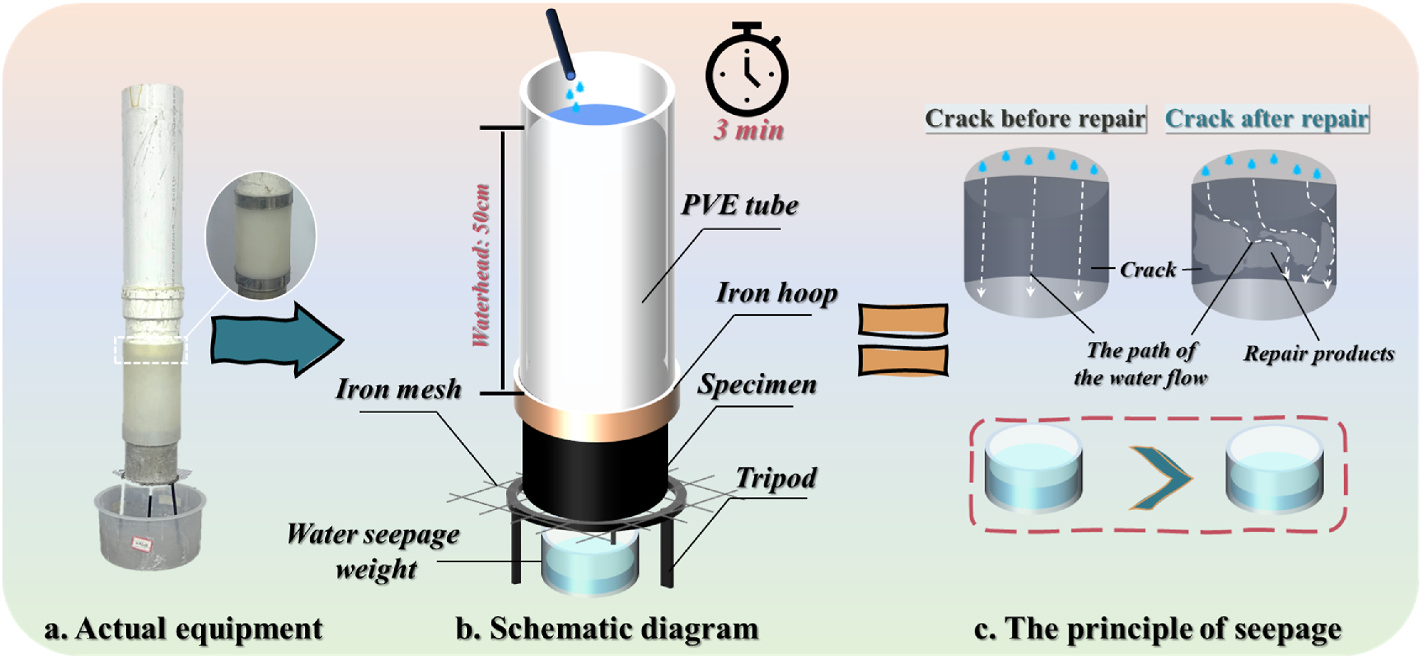 3 min
Waterhead: 50cm
PVE tube
Iron hoop
Iron mesh
Specimen
Tripod
Water seepage
weight
Crack before repair
Crack after repair
Crack
The path of
the water flow
Repair products
a. Actual equipment
b. Schematic diagram
c. The principle of seepage